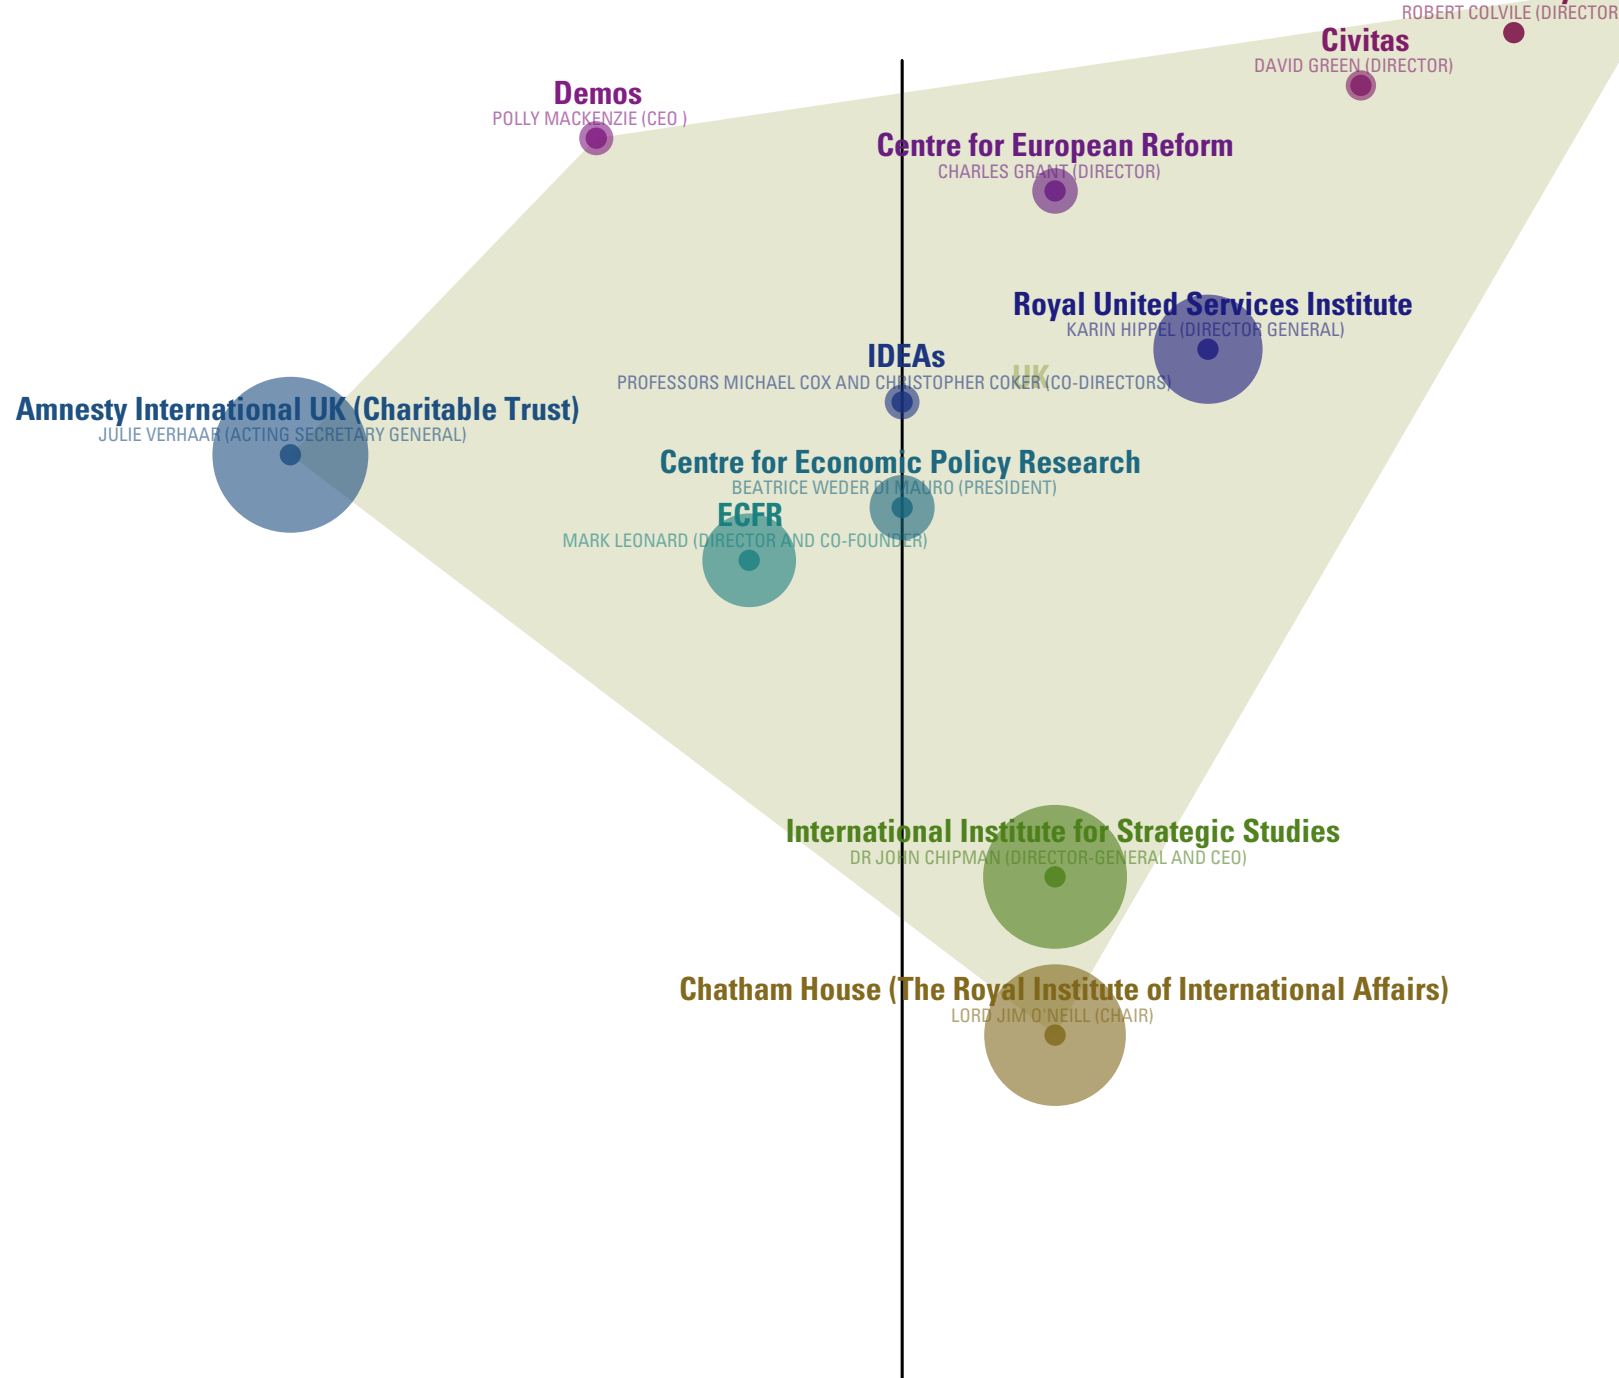 ROBERT COLVILE (DIRECTOR
Civitas
DAVID GREEN (DIRECTOR)
Demos
POLLY MACKENZIE (CEO )
Centre for European Reform
CHARLES GRANT (DIRECTOR)
Royal United Services Institute
KARIN HIPPEL (DIRECTOR GENERAL)
IDEAs
UK
PROFESSORS MICHAEL COX AND CHRISTOPHER COKER (CO-DIRECTORS)
Amnesty International UK (Charitable Trust)
JULIE VERHAAR (ACTING SECRETARY GENERAL)
Centre for Economic Policy Research
BEATRICE WEDER DI MAURO (PRESIDENT)
ECFR
MARK LEONARD (DIRECTOR AND CO-FOUNDER)
International Institute for Strategic Studies
DR JOHN CHIPMAN (DIRECTOR-GENERAL AND CEO)
Chatham House (The Royal Institute of International Affairs)
LORD JIM O'NEILL (CHAIR)